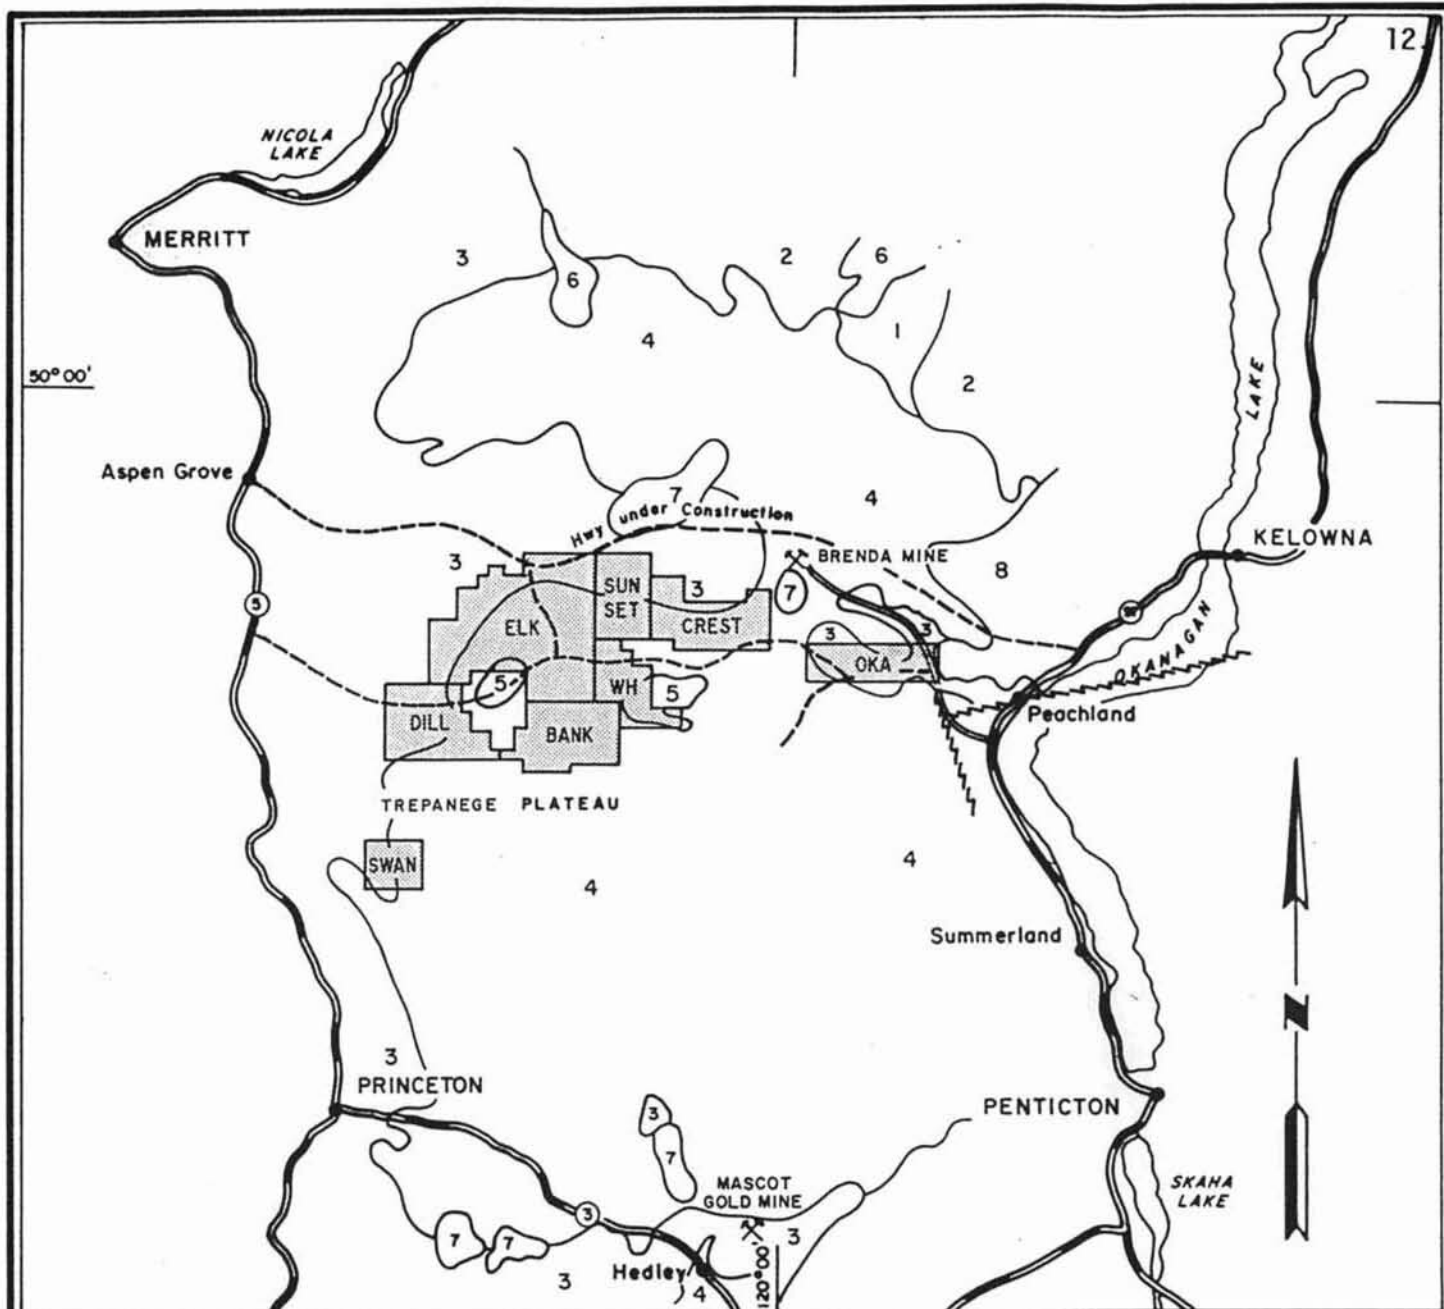 12.
NICOLA
LAKE
MERRITT
3
2
6
6
4
1
50°00'
2
LAKE
Aspen Grove
7
4
Hwy under Construction
KELOWNA
3
BRENDA MINE
8
SUN
SET
3
7
5
ELK
CREST
3
3
OKA
OKANAGAN
5
WH
5
DILL
BANK
Peachland
TREPANEGE PLATEAU
SWAN
4
4
Summerland
N
3
PRINCETON
PENTICTON
3
7
MASCOT
GOLD MINE
SKAHA
LAKE
3
7
7
3
3
Hedley
4
120°00'